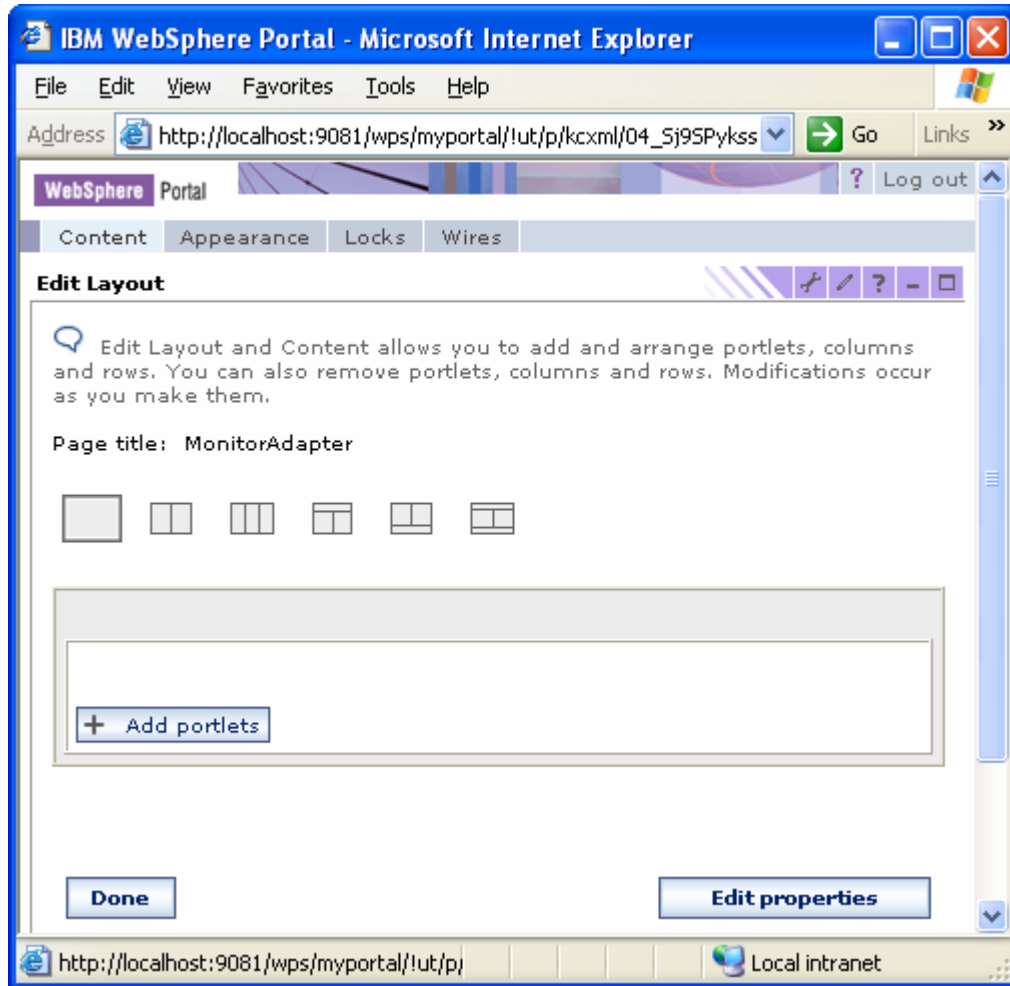 IBM WebSphere Portal - Microsoft Internet Explorer
File Edit View Favorites Tools Help
Address http://localhost:9081/wps/myportal/!ut/p/kcxml/04_Sj9SPykss Go Links »
WebSphere Portal ? Log out
Content Appearance Locks Wires
Edit Layout ?
Edit Layout and Content allows you to add and arrange portlets, columns
and rows. You can also remove portlets, columns and rows. Modifications occur
as you make them.
Page title: MonitorAdapter
+ Add portlets
Done Edit properties
http://localhost:9081/wps/myportal/!ut/p/ Local intranet